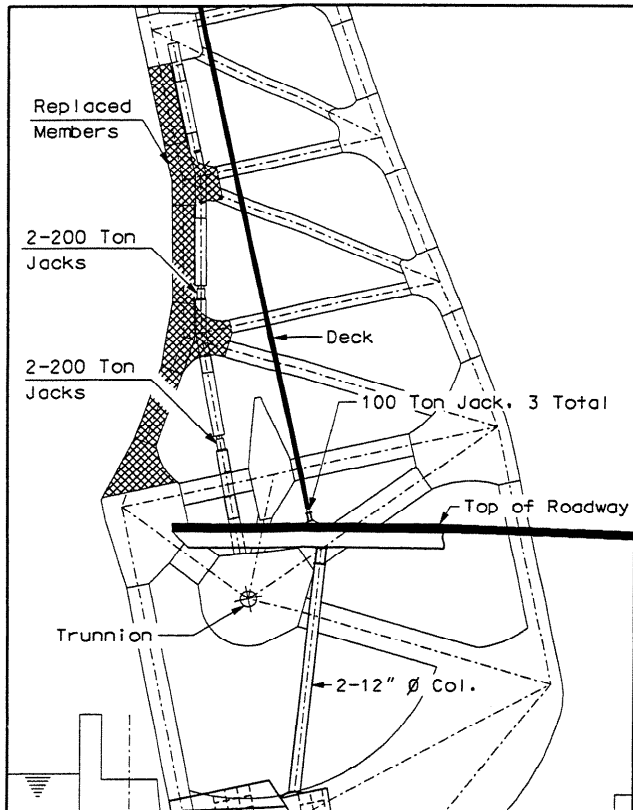 Replaced
Members
2-200 Ton
Jacks
Deck
2-200 Ton
Jacks
100 Ton Jack. 3 Total
Top of Roadway
Trunnion
2-12" Ø Col.